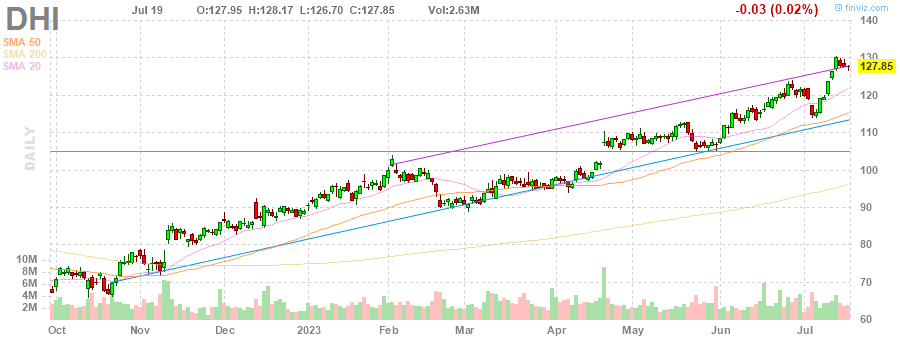 DHI Jul 19 O:127.95 H:128.17 L:126.70 C:127.85 Vol:2.63M -0.03 (0.02%) © finviz.com
SMA 50
SMA 200
SMA 20
DAILY
140
130
127.85
120
110
100
90
80
70
60
10M
8M
6M
4M
2M
Oct Nov Dec 2023 Feb Mar Apr May Jun Jul